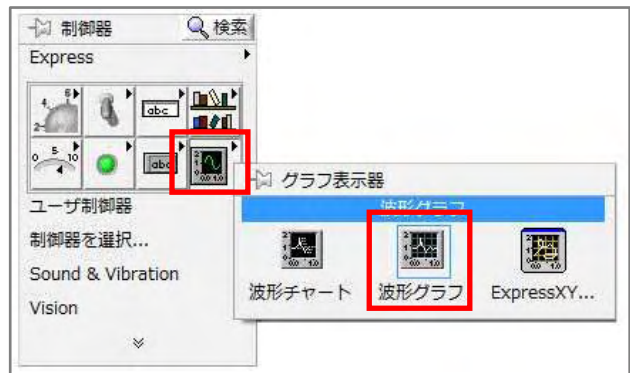 制御器 検索
Express
ユーザ制御器
制御器を選択...
Sound & Vibration
Vision
グラフ表示器
波形グラフ
波形チャート 波形グラフ ExpressXY...